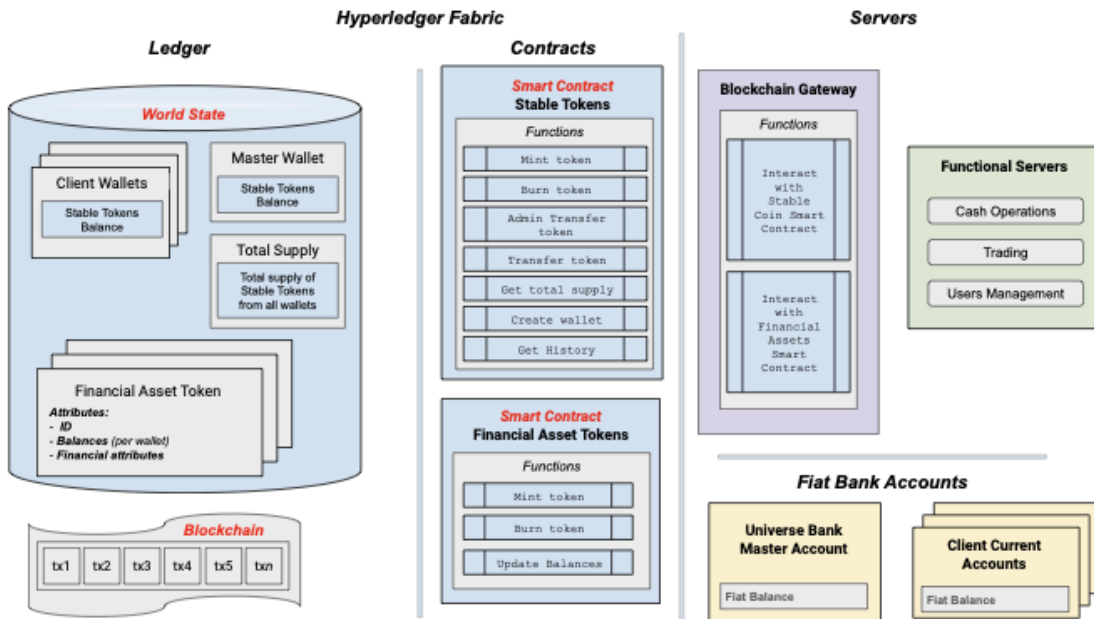 Hyperledger Fabric
Servers
Ledger
Contracts
World State
Client Wallets
Stable Tokens
Balance
Master Wallet
Stable Tokens
Balance
Total Supply
Total supply of
Stable Tokens
from all wallets
Financial Asset Token
Attributes:
- ID
- Balances (per wallet)
- Financial attributes
Blockchain
tx1 tx2 tx3 tx4 tx5 txn
Smart Contract
Stable Tokens
Functions
Mint token
Burn token
Admin Transfer
token
Transfer token
Get total supply
Create wallet
Get History
Smart Contract
Financial Asset Tokens
Functions
Mint token
Burn token
Update Balances
Blockchain Gateway
Functions
Interact
with
Stable
Coin Smart
Contract
Interact
with
Financial
Assets
Smart
Contract
Functional Servers
Cash Operations
Trading
Users Management
Fiat Bank Accounts
Universe Bank
Master Account
Fiat Balance
Client Current
Accounts
Fiat Balance